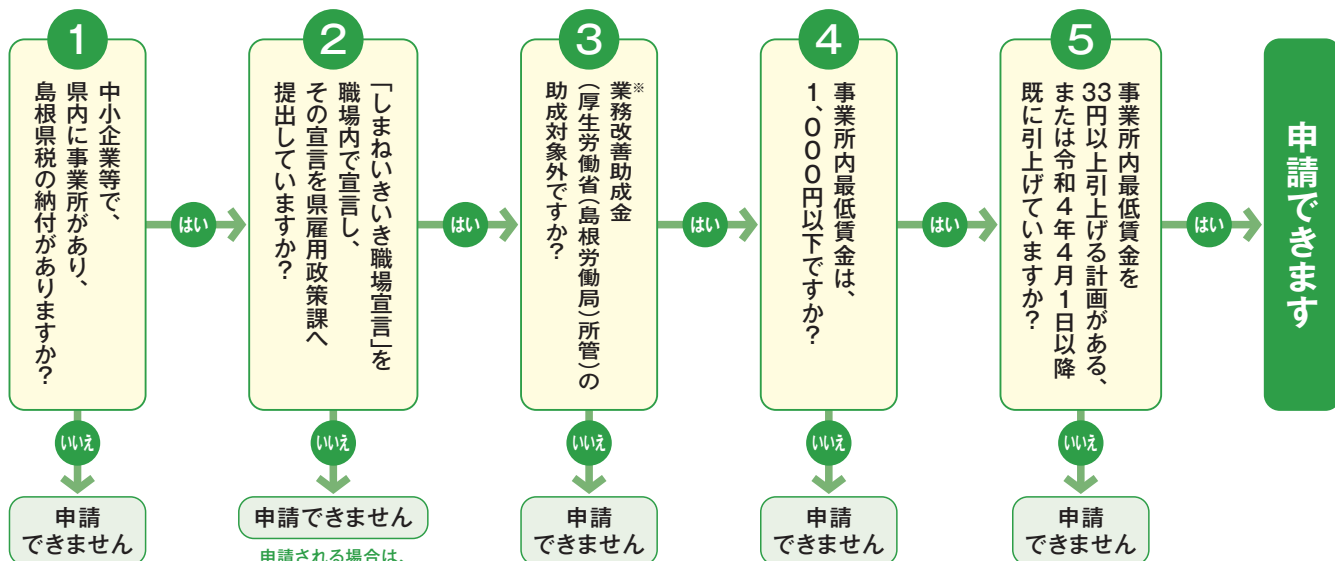 1
中小企業等で、
県内に事業所があり、
島根県税の納付がありますか?
はい
いいえ
申請
できません
2
「しまねいきいき職場宣言」を
職場内で宣言し、
その宣言を県雇用政策課へ
提出していますか?
はい
いいえ
申請できません
申請される場合は、
3
※業務改善助成金
(厚生労働省(島根労働局)所管)の
助成対象外ですか?
はい
いいえ
申請
できません
4
事業所内最低賃金は、
1,000円以下ですか?
はい
いいえ
申請
できません
5
事業所内最低賃金を
33円以上引上げる計画がある、
または令和4年4月1日以降
既に引上げていますか?
はい
いいえ
申請
できません
申請できます